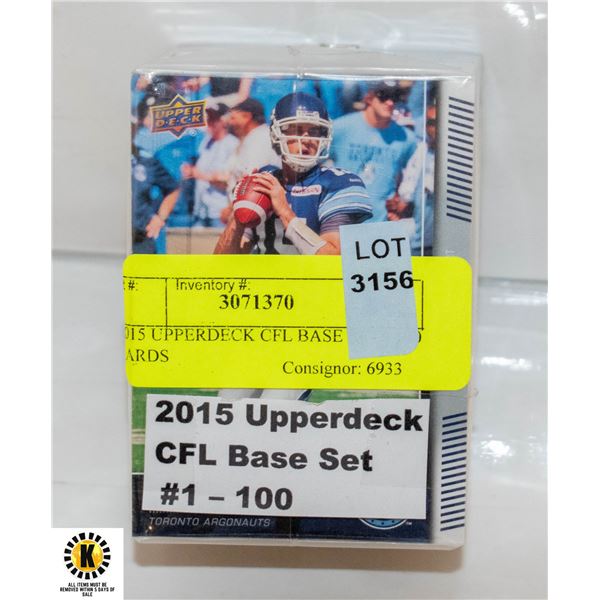 UPPER
D·E·C·K
LOT
3156
#:
Inventory #:
3071370
015 UPPERDECK CFL BASE
ARDS
Consignor: 6933
2015 Upperdeck
CFL Base Set
#1 – 100
TORONTO ARGONAUTS
K
ALL ITEMS MUST BE
REMOVED WITHIN 5 DAYS OF
SALE